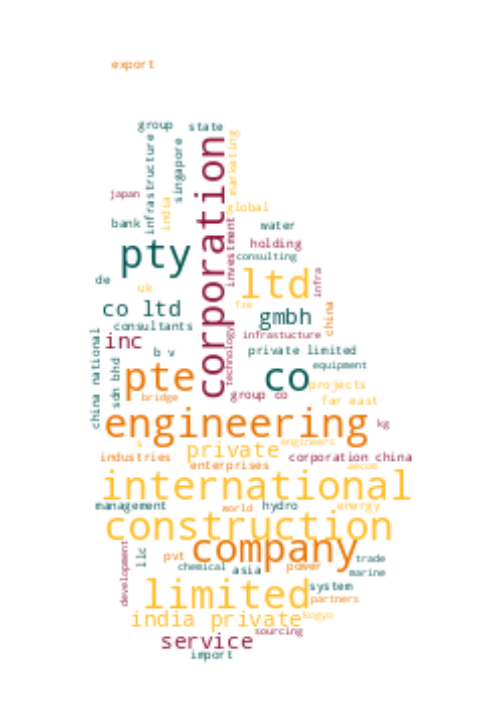 export
group
state
infrastructure
singapore
corporation
marketing
japan
india
global
bank
investment
water
pty
holding
consulting
de
uk
ltd
infra
co ltd
fze
gmbh
china
consultants
infrastucture
inc
technology
b v
private limited
china national
sdn bhd
pte
co
equipment
projects
bridge
group co
far east
engineering
kg
s
private
engineers
industries
corporation china
enterprises
aecom
international
management
world
hydro
energy
construction
company
development
llc
pvt
trade
chemical
asia
power
marine
limited
system
partners
india private
kogyo
sourcing
service
import